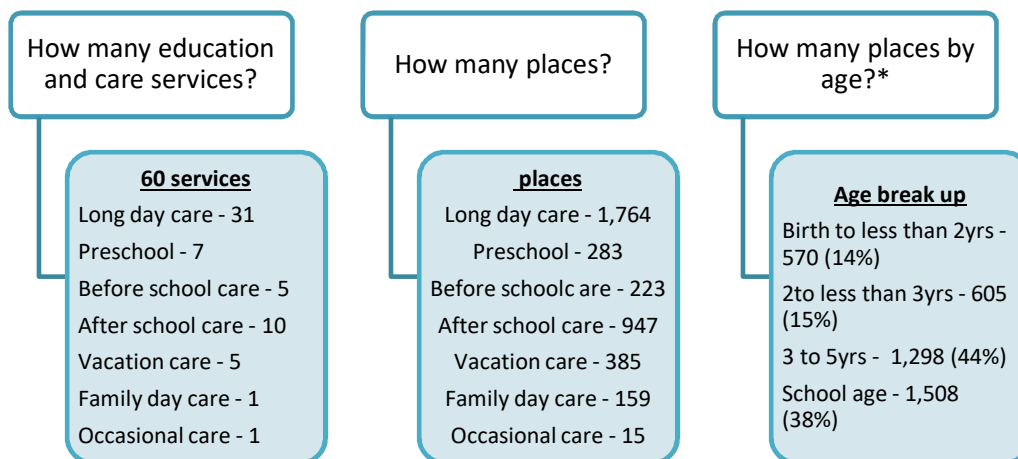 How many education
and care services?
60 services
Long day care - 31
Preschool - 7
Before school care - 5
After school care - 10
Vacation care - 5
Family day care - 1
Occasional care - 1
How many places?
places
Long day care - 1,764
Preschool - 283
Before schoolc are - 223
After school care - 947
Vacation care - 385
Family day care - 159
Occasional care - 15
How many places by
age?*
Age break up
Birth to less than 2yrs -
570 (14%)
2to less than 3yrs - 605
(15%)
3 to 5yrs -  1,298 (44%)
School age - 1,508
(38%)